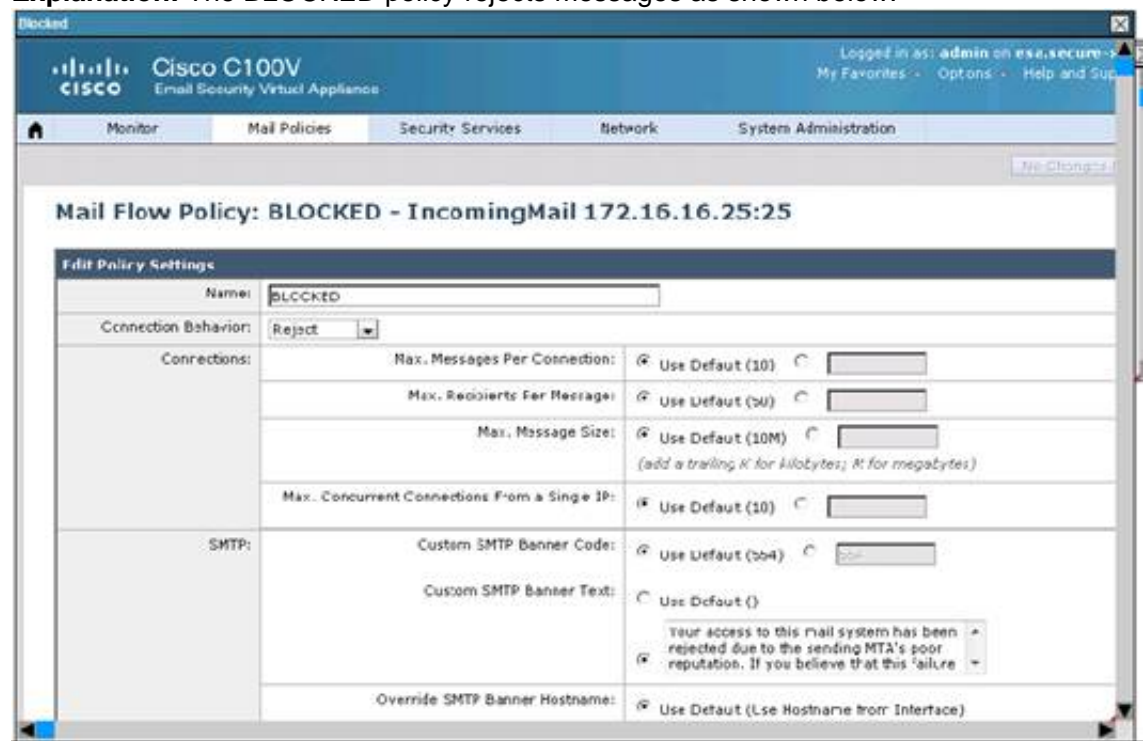 Explanation: The BLOCKED policy rejects messages as shown below:
Blocked
Logged in as: admin on esa.secure-
CISCO
Cisco C100V
Email Security Virtual Appliance
My Favorites Options Help and Sup
Monitor Mail Policies Security Services Network System Administration
No Changes
Mail Flow Policy: BLOCKED - IncomingMail 172.16.16.25:25
Edit Policy Settings
Name: BLOCKED
Connection Behavior: Reject
Connections: Max. Messages Per Connection: Use Default (10)
Max. Recipients Per Message: Use Default (50)
Max. Message Size: Use Default (10M)
(add a trailing K for kilobytes; M for megabytes)
Max. Concurrent Connections From a Single IP: Use Default (10)
SMTP: Custom SMTP Banner Code: Use Default (554) 554
Custom SMTP Banner Text: Use Default ()
Your access to this mail system has been
rejected due to the sending MTA's poor
reputation. If you believe that this failure
Override SMTP Banner Hostname: Use Default (Use Hostname from Interface)